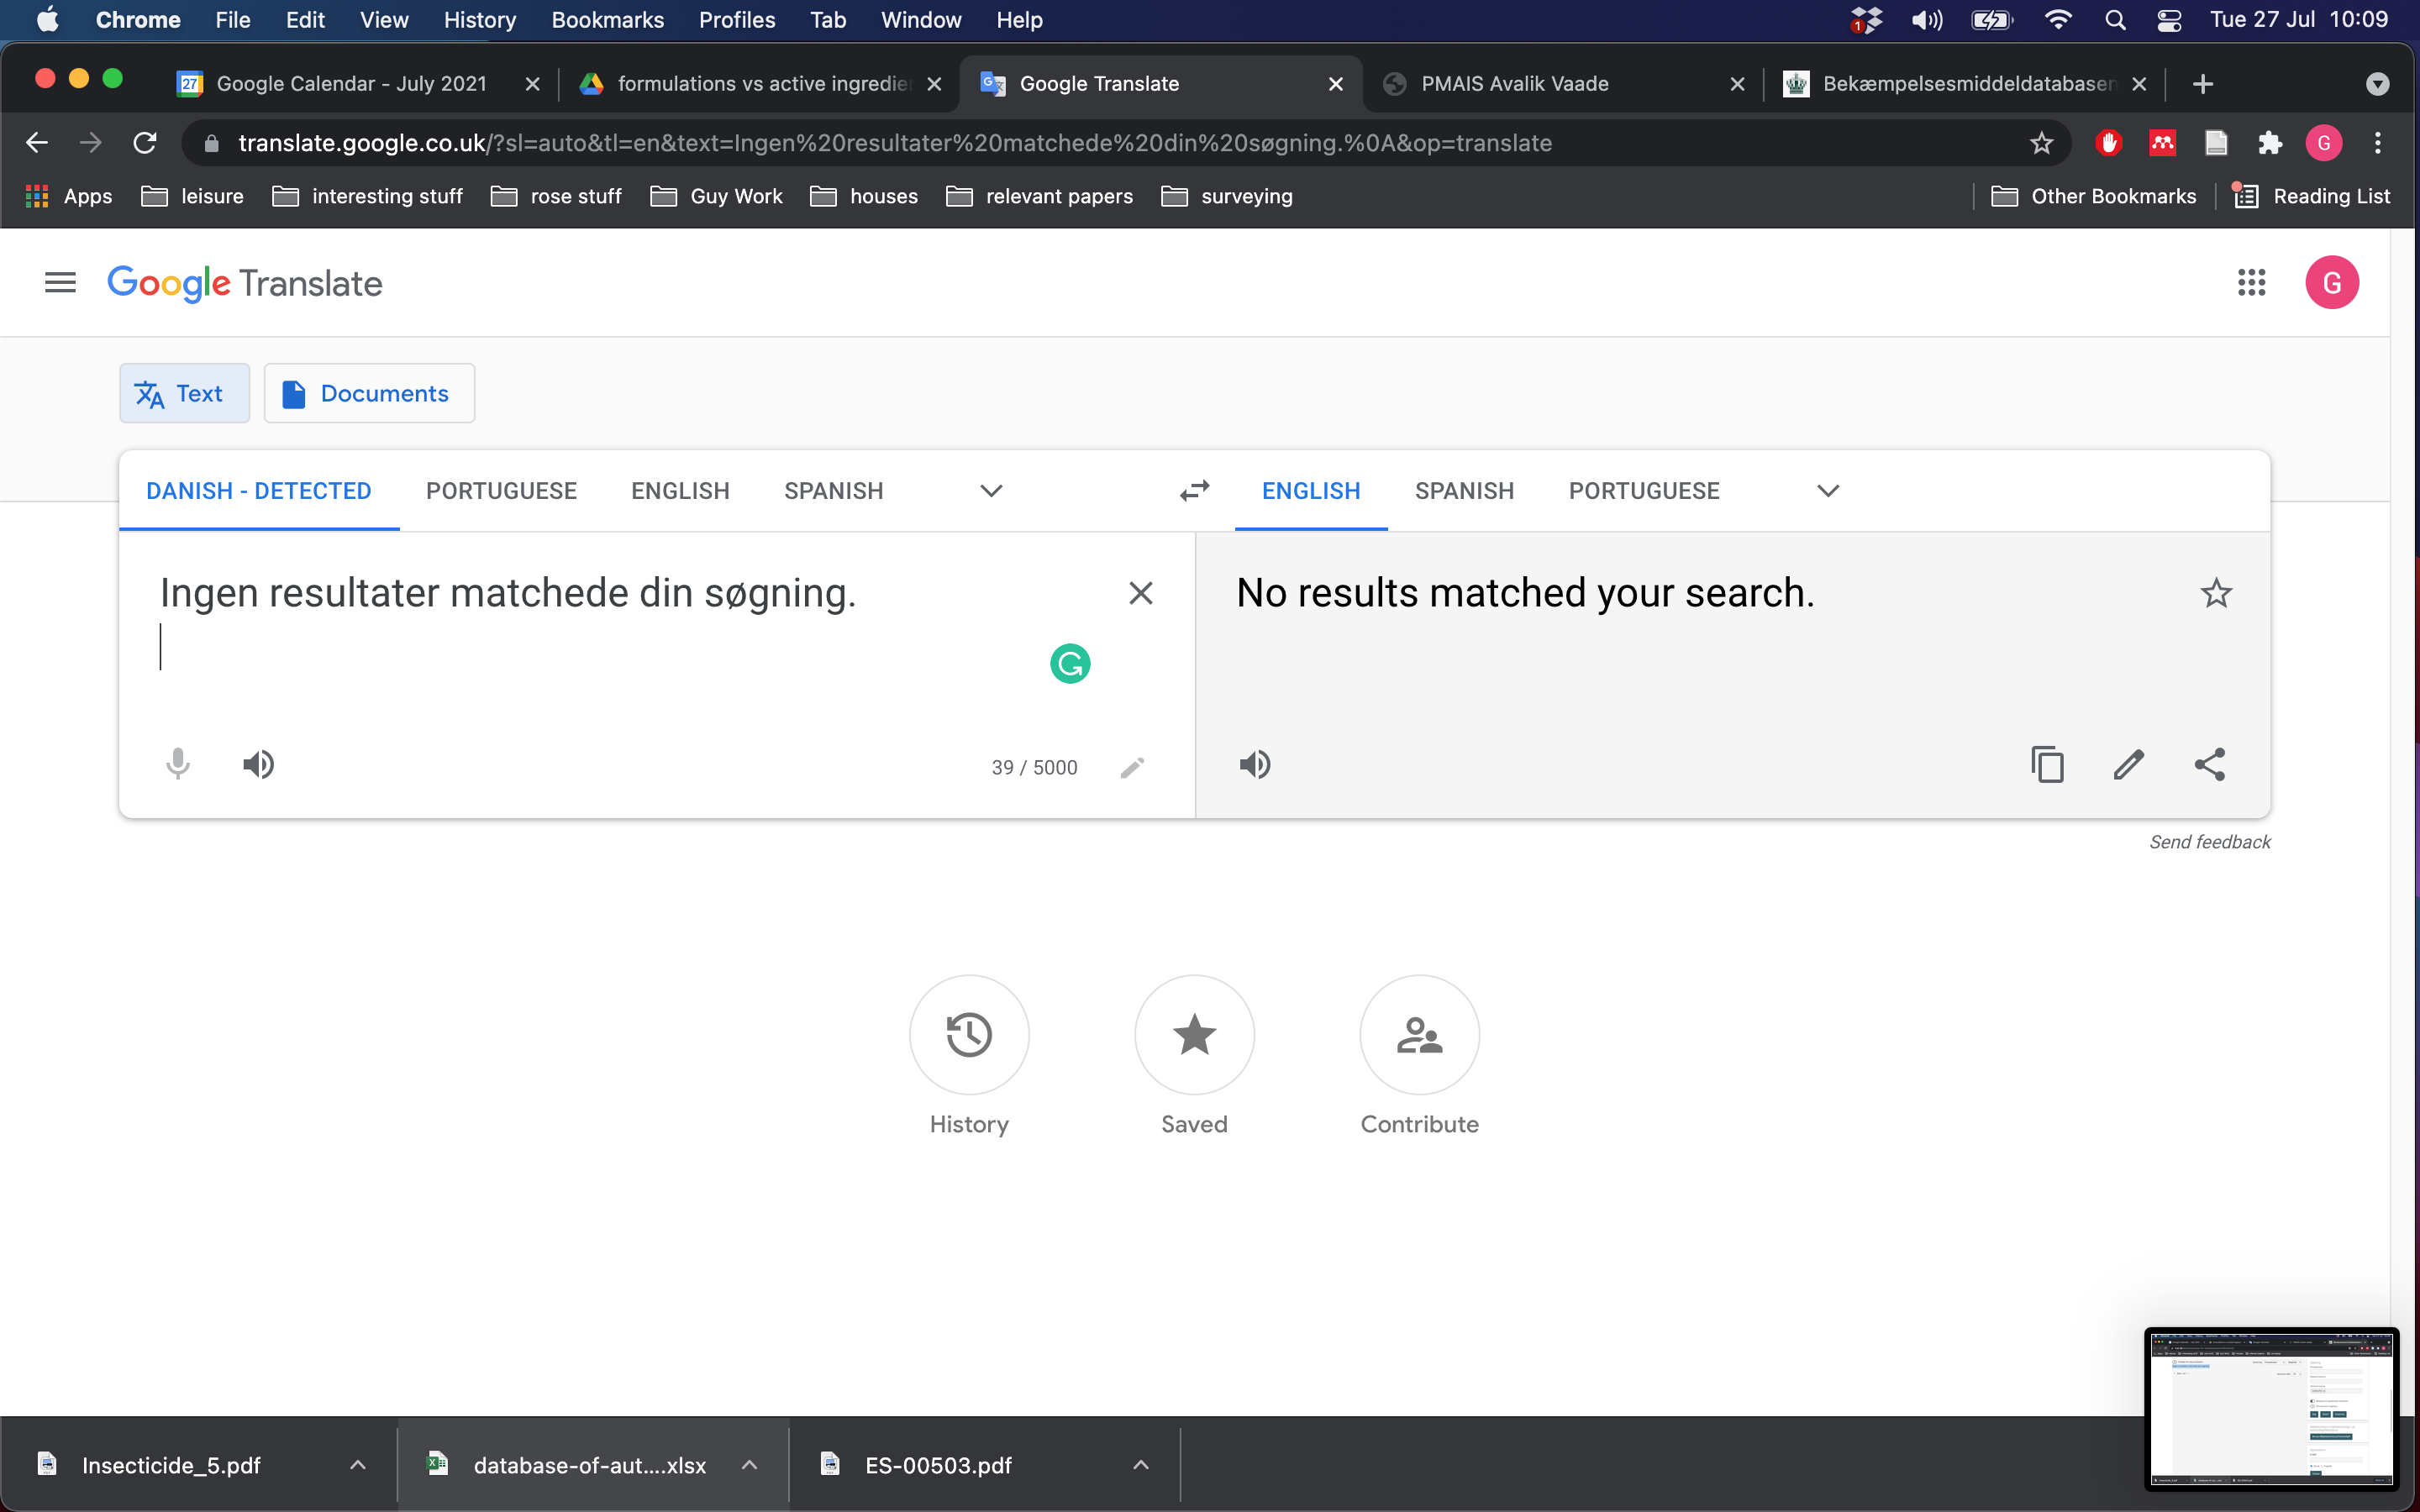 Chrome File Edit View History Bookmarks Profiles Tab Window Help 1 Tue 27 Jul 10:09
27 Google Calendar - July 2021 formulations vs active ingredie Google Translate PMAIS Avalik Vaade Bekæmpelsesmiddeldatabasen
translate.google.co.uk/?sl=auto&tl=en&text=Ingen%20resultater%20matchede%20din%20søgning.%0A&op=translate G
Apps leisure interesting stuff rose stuff Guy Work houses relevant papers surveying Other Bookmarks Reading List
Google Translate G
Text Documents
DANISH - DETECTED PORTUGUESE ENGLISH SPANISH ENGLISH SPANISH PORTUGUESE
Ingen resultater matchede din søgning. No results matched your search.
39 / 5000
Send feedback
History Saved Contribute
Insecticide_5.pdf database-of-aut....xlsx ES-00503.pdf